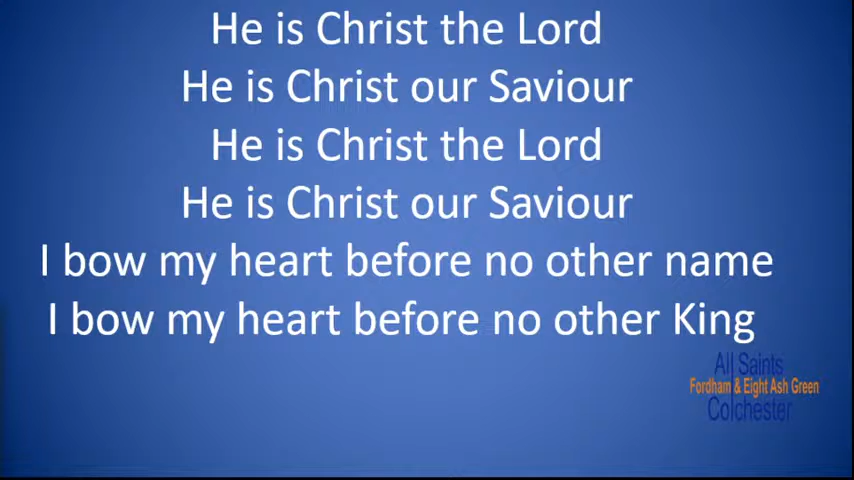 He is Christ the Lord
He is Christ our Saviour
He is Christ the Lord
He is Christ our Saviour
I bow my heart before no other name
I bow my heart before no other King
All Saints
Fordham & Eight Ash Green
Colchester